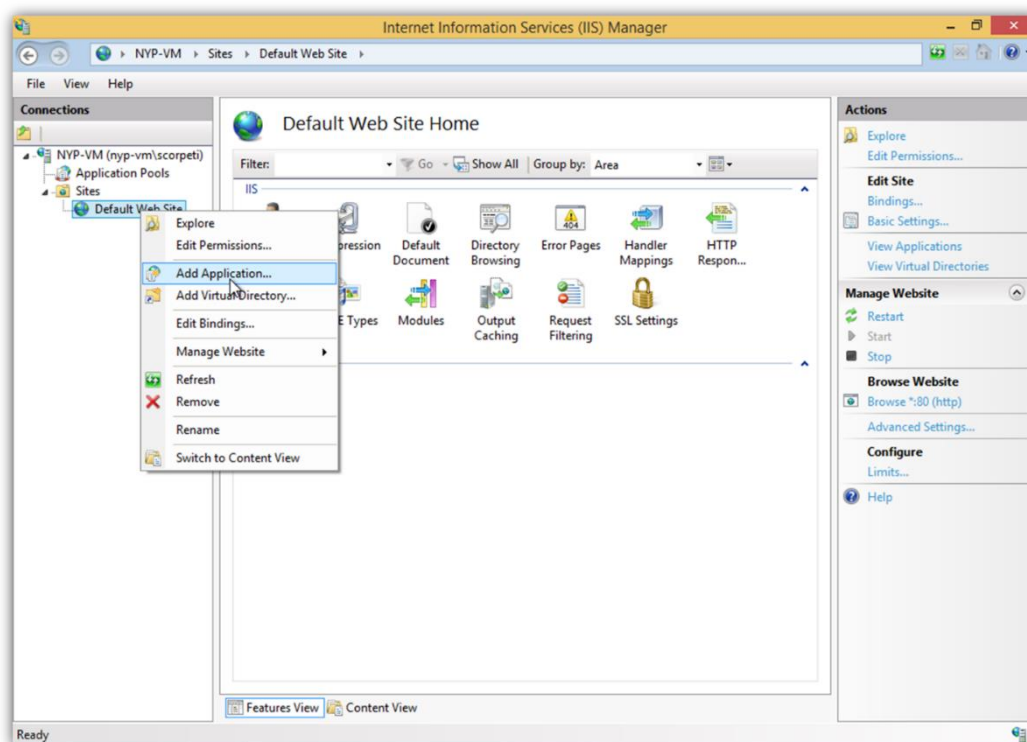 Internet Information Services (IIS) Manager
NYP-VM Sites Default Web Site
File View Help
Connections
NYP-VM (nyp-vm\scorpeti)
Application Pools
Sites
Default Web Site
Explore
Edit Permissions...
Add Application...
Add Virtual Directory...
Edit Bindings...
Manage Website
Refresh
Remove
Rename
Switch to Content View
Default Web Site Home
Filter: Go Show All Group by: Area
IIS
Default Document
Directory Browsing
Error Pages
404
Handler Mappings
HTTP Respon...
Types
Modules
Output Caching
Request Filtering
SSL Settings
Features View Content View
Actions
Explore
Edit Permissions...
Edit Site
Bindings...
Basic Settings...
View Applications
View Virtual Directories
Manage Website
Restart
Start
Stop
Browse Website
Browse *:80 (http)
Advanced Settings...
Configure
Limits...
Help
Ready